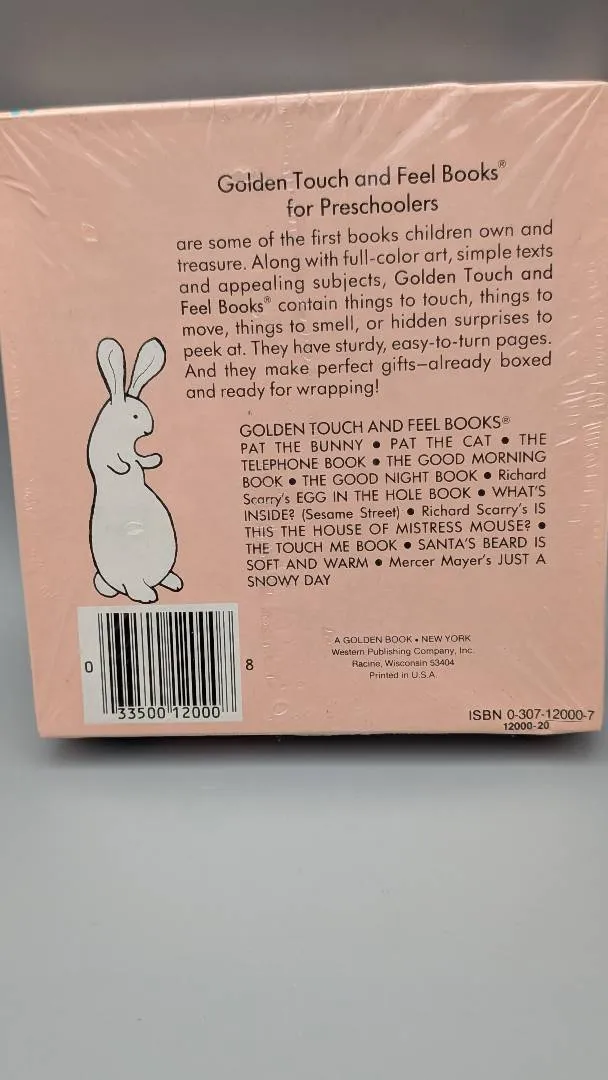 Golden Touch and Feel Books®
for Preschoolers
are some of the first books children own and
treasure. Along with full-color art, simple texts
and appealing subjects, Golden Touch and
Feel Books® contain things to touch, things to
move, things to smell, or hidden surprises to
peek at. They have sturdy, easy-to-turn pages.
And they make perfect gifts—already boxed
and ready for wrapping!
GOLDEN TOUCH AND FEEL BOOKS®
PAT THE BUNNY • PAT THE CAT • THE
TELEPHONE BOOK • THE GOOD MORNING
BOOK • THE GOOD NIGHT BOOK • Richard
Scarry's EGG IN THE HOLE BOOK • WHAT'S
INSIDE? (Sesame Street) • Richard Scarry's IS
THIS THE HOUSE OF MISTRESS MOUSE? •
THE TOUCH ME BOOK • SANTA'S BEARD IS
SOFT AND WARM • Mercer Mayer's JUST A
SNOWY DAY
A GOLDEN BOOK • NEW YORK
Western Publishing Company, Inc.
Racine, Wisconsin 53404
Printed in U.S.A.
0 33500 12000 8
ISBN 0-307-12000-7
12000-20